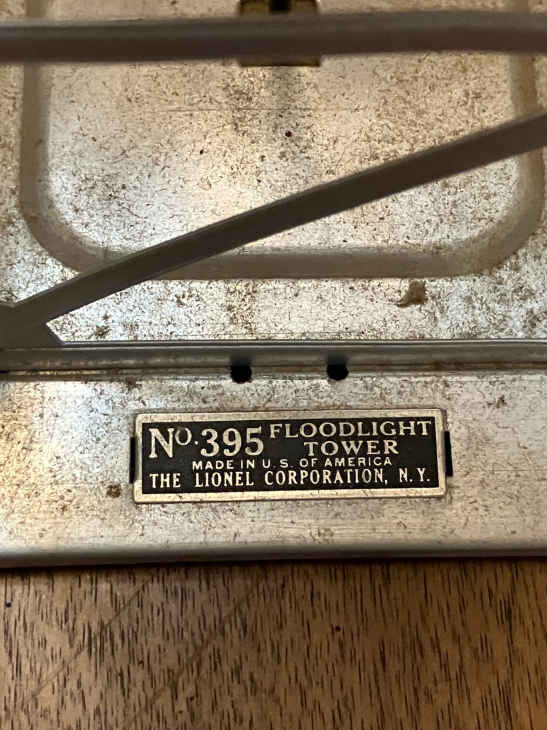 No. 395 FLOODLIGHT
TOWER
MADE IN U.S. OF AMERICA
THE LIONEL CORPORATION, N.Y.